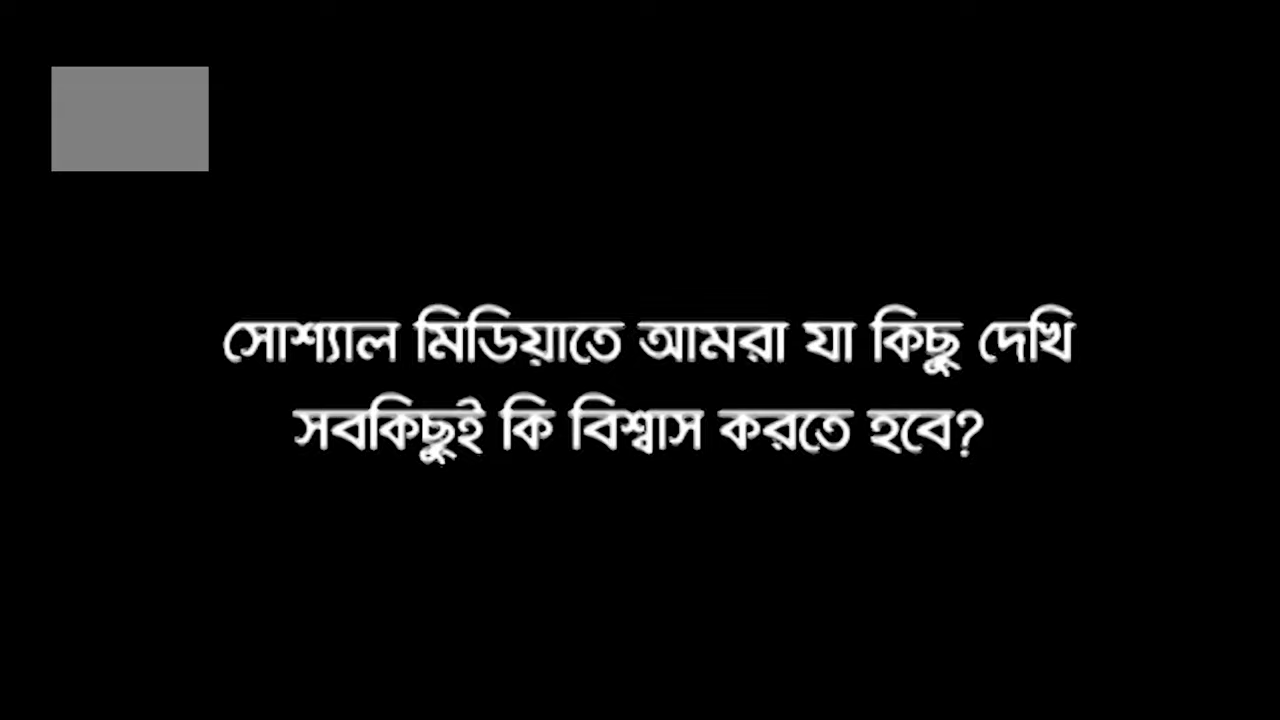 সোশ্যাল মিডিয়াতে আমরা যা কিছু দেখি
সবকিছুই কি বিশ্বাস করতে হবে?